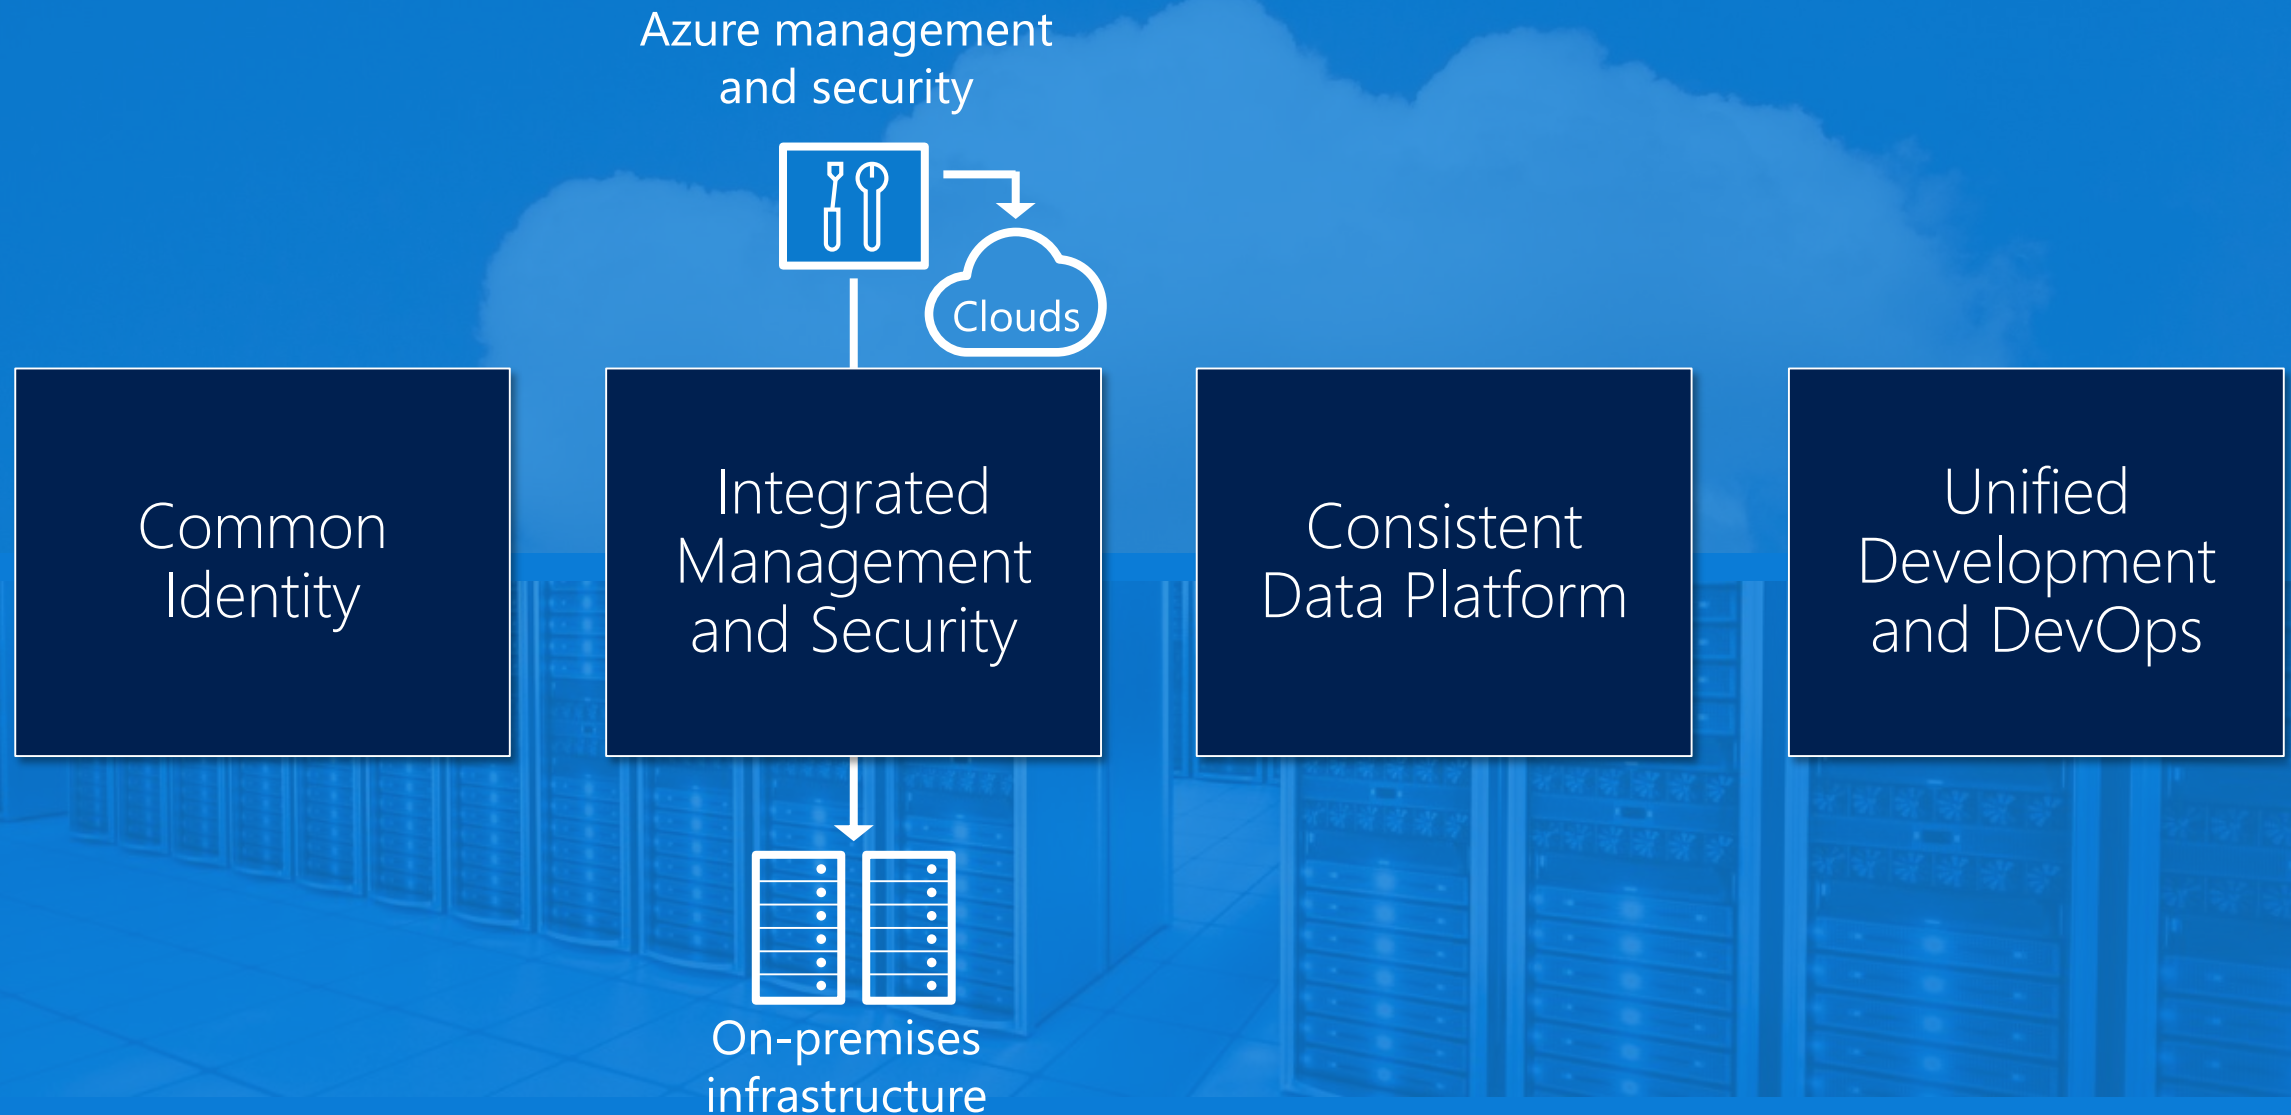 Azure management
and security
Clouds
Common
Identity
Integrated
Management
and Security
Consistent
Data Platform
Unified
Development
and DevOps
On-premises
infrastructure